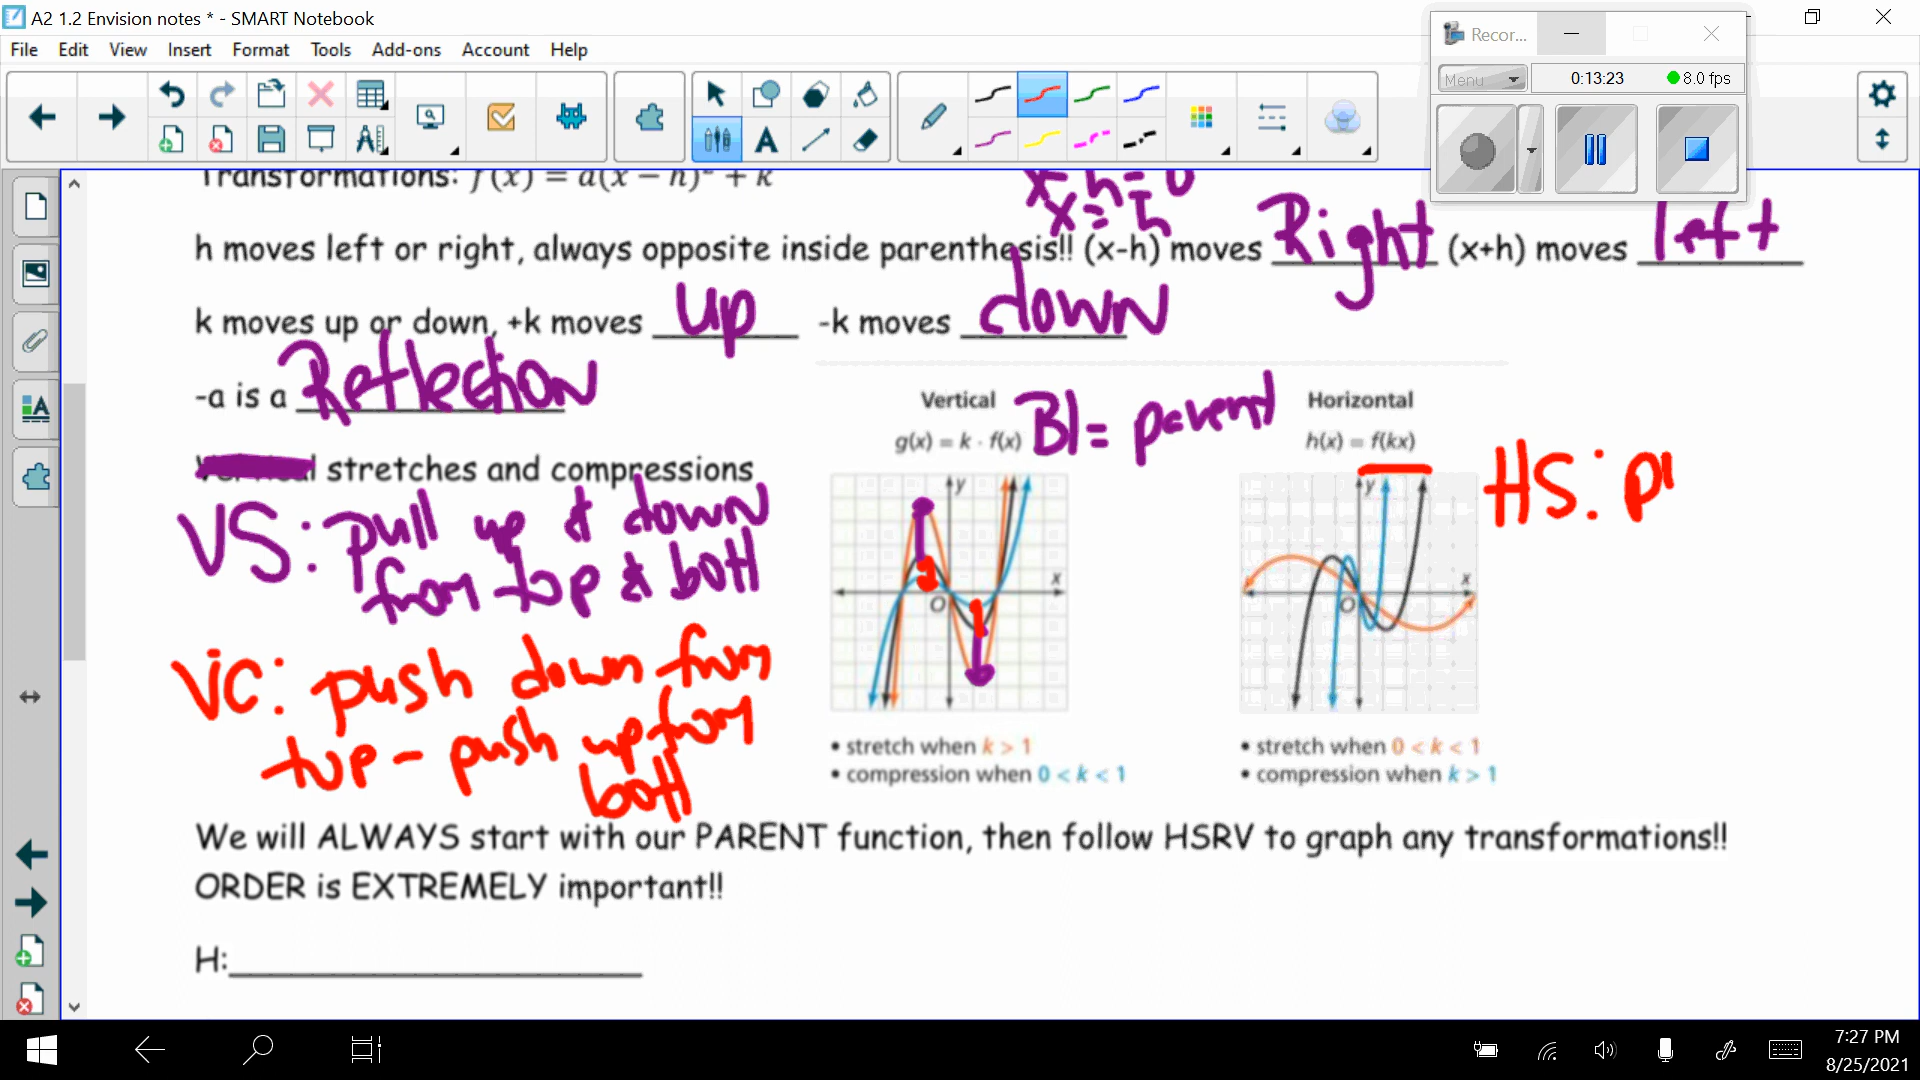 A2 1.2 Envision notes * - SMART Notebook
File Edit View Insert Format Tools Add-ons Account Help
Recor...
Menu 0:13:23 8.0 fps
Transformations: f(x) = a(x − h)² + k
x-h=0
x=h
h moves left or right, always opposite inside parenthesis!! (x-h) moves Right (x+h) moves left
k moves up or down, +k moves up -k moves down
-a is a Reflection
Vertical Bl= parent Horizontal
g(x) = k · f(x) h(x) = f(kx)
stretches and compressions
VS: pull up & down
from top & bott
VC: push down from
top - push up from
bott
HS: pu
y
x
O
y
x
O
• stretch when k > 1
• compression when 0 < k < 1
• stretch when 0 < k < 1
• compression when k > 1
We will ALWAYS start with our PARENT function, then follow HSRV to graph any transformations!!
ORDER is EXTREMELY important!!
H:
7:27 PM
8/25/2021